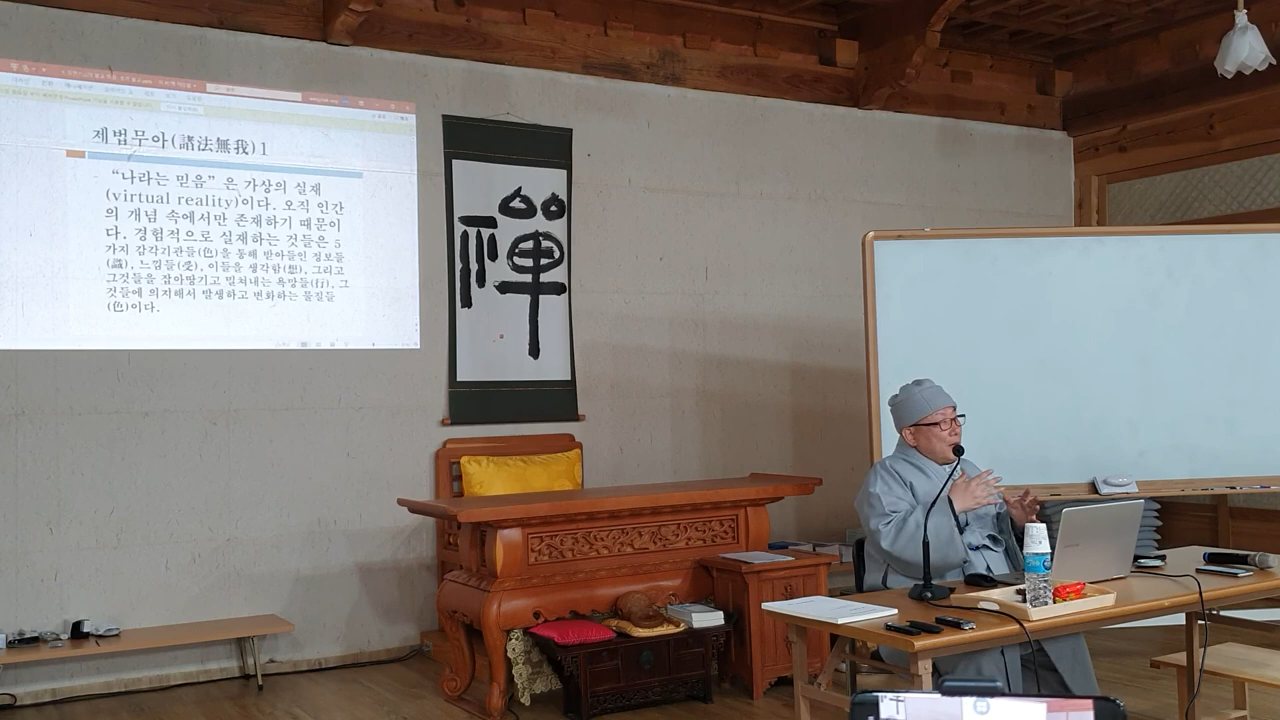 제법무아(諸法無我)1
“나라는 믿음” 은 가상의 실재
(virtual reality)이다. 오직 인간
의 개념 속에서만 존재하기 때문이
다. 경험적으로 실재하는 것들은 5
가지 감각기관들(色)을 통해 받아들인 정보들
(識), 느낌들(受), 이들을 생각함(想), 그리고
그것들을 잡아땅기고 밀쳐내는 욕망들(行), 그
것들에 의지해서 발생하고 변화하는 물질들
(色)이다.
禪